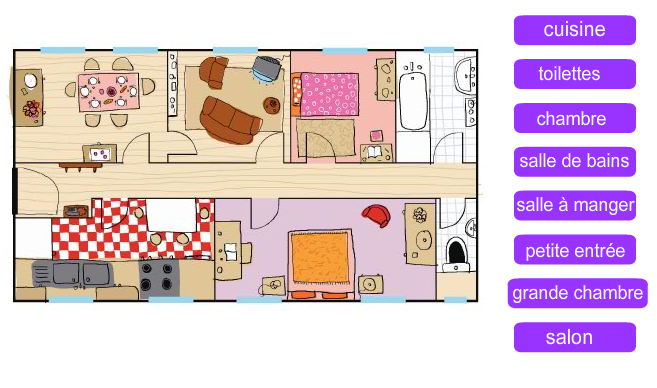 cuisine
toilettes
chambre
salle de bains
salle à manger
petite entrée
grande chambre
salon